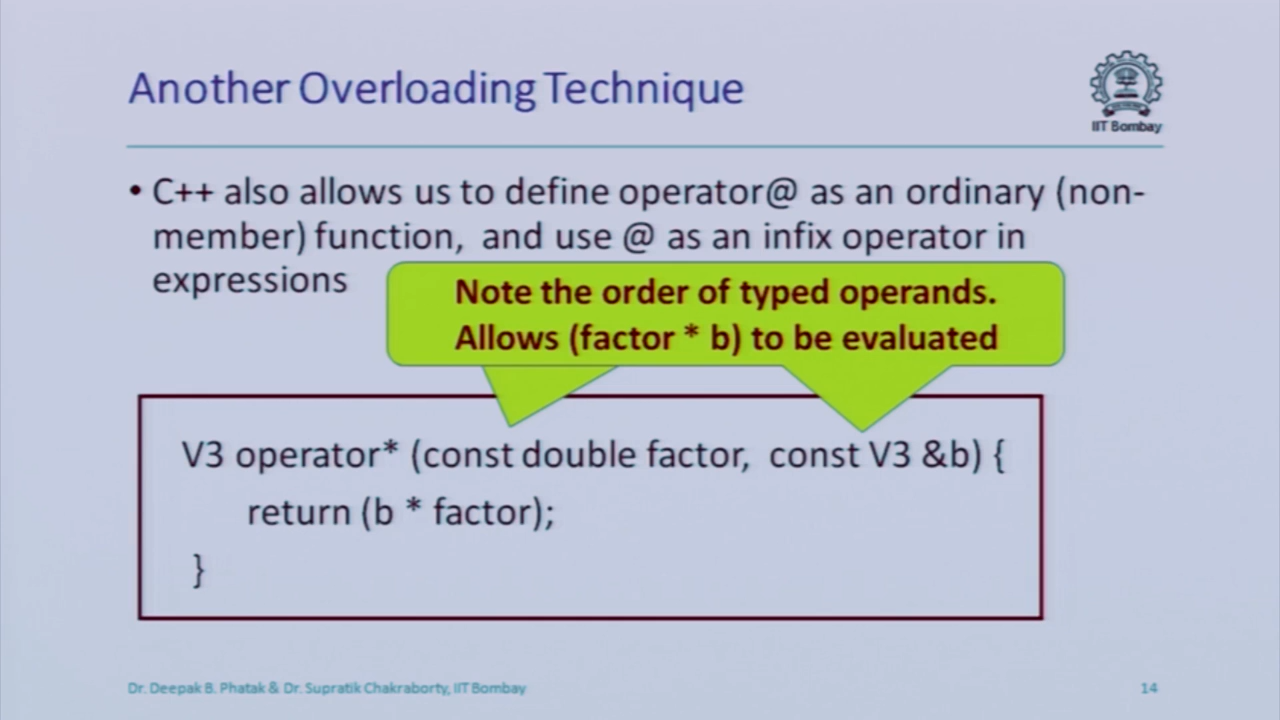 Another Overloading Technique
IIT Bombay
• C++ also allows us to define operator@ as an ordinary (non-
member) function, and use @ as an infix operator in
expressions
Note the order of typed operands.
Allows (factor * b) to be evaluated
V3 operator* (const double factor, const V3 &b) {
return (b * factor);
}
Dr. Deepak B. Phatak & Dr. Supratik Chakraborty, IIT Bombay
14